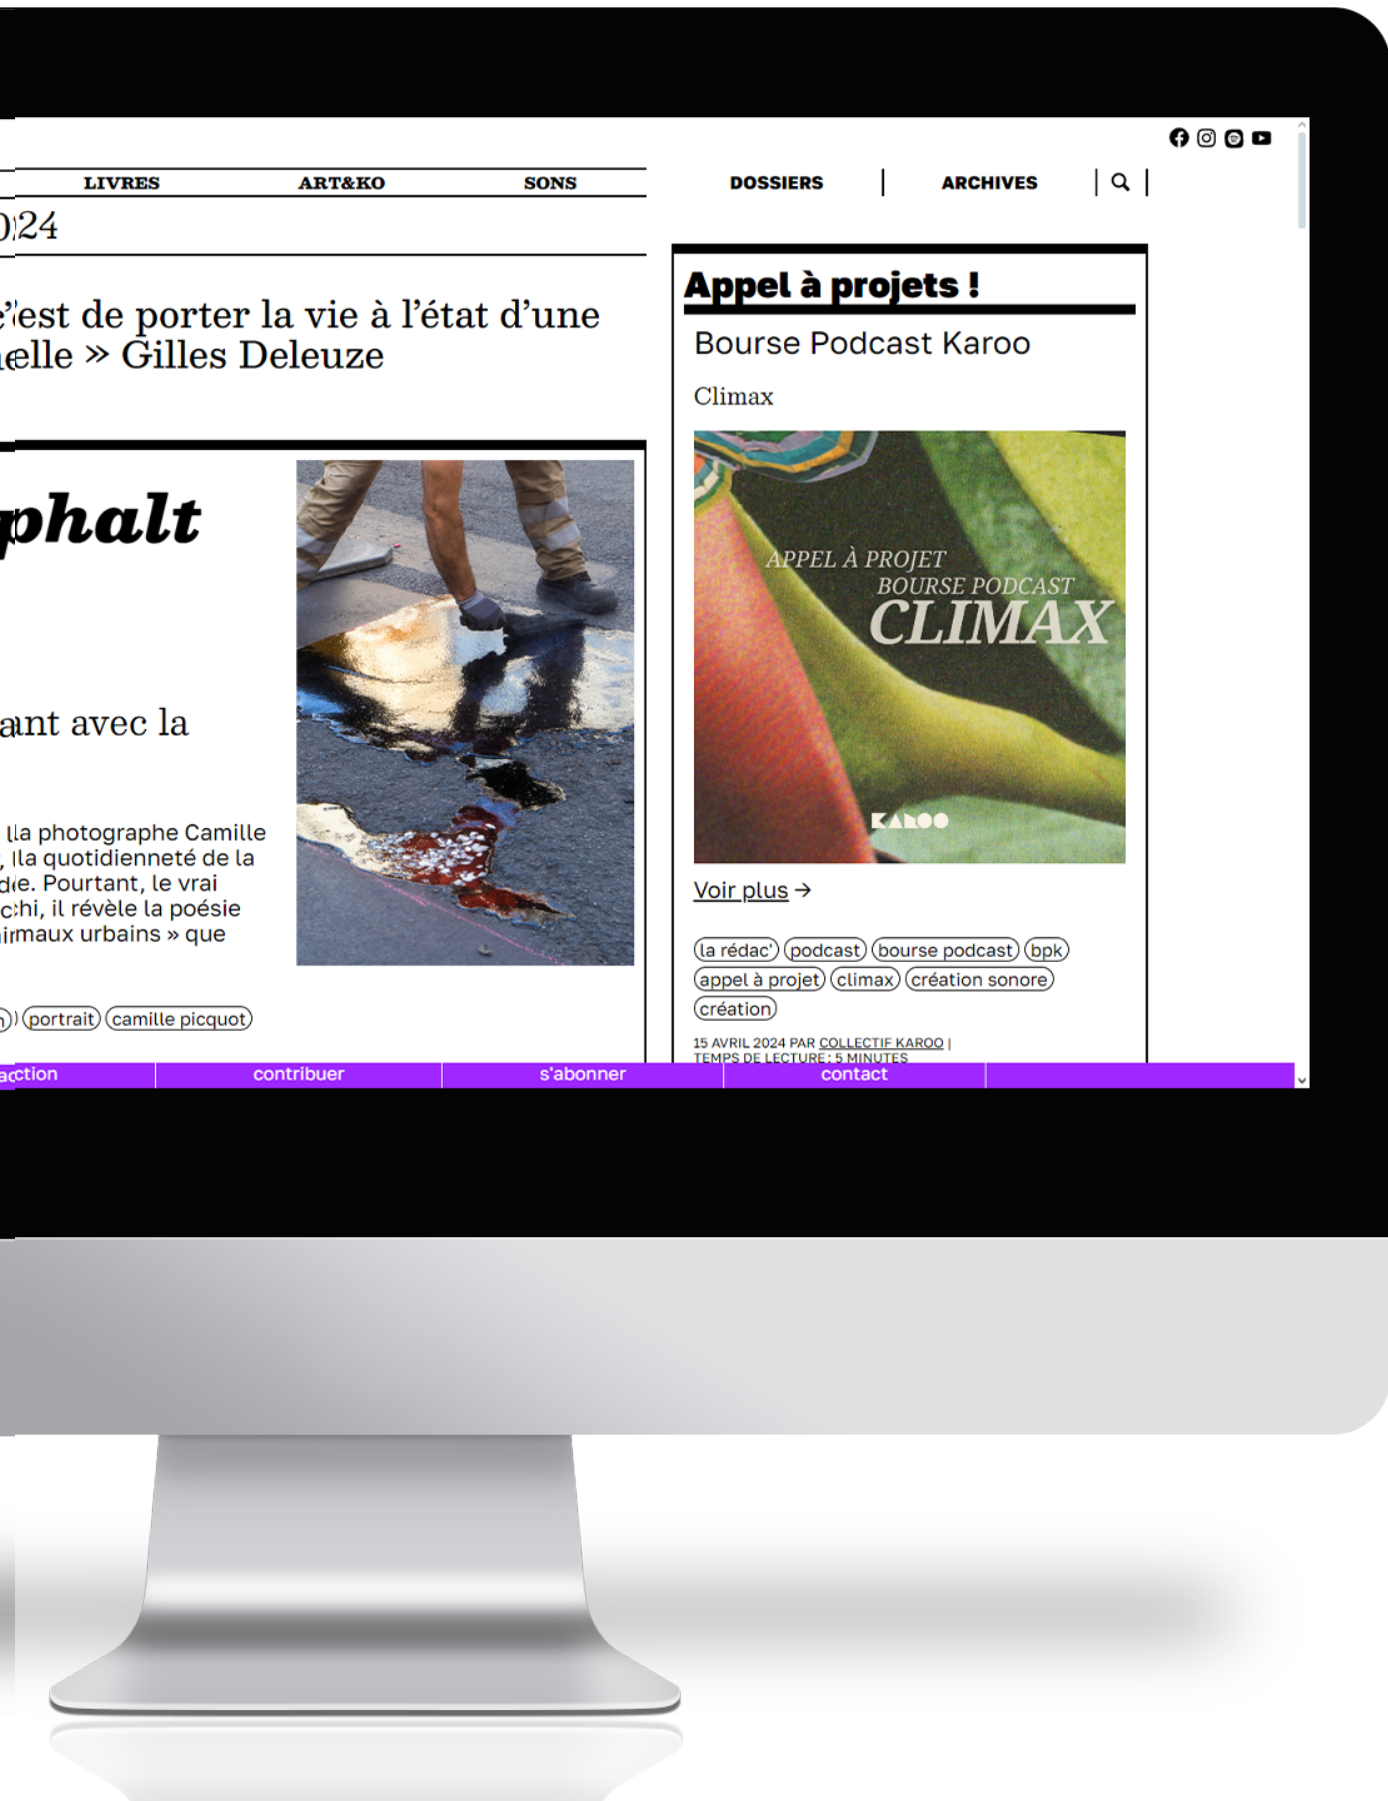 LIVRES ART&KO SONS DOSSIERS ARCHIVES
24
est de porter la vie à l’état d’une
elle » Gilles Deleuze
phalt
ant avec la
la photographe Camille
la quotidienneté de la
e. Pourtant, le vrai
hi, il révèle la poésie
maux urbains » que
portrait camille picquot
Appel à projets !
Bourse Podcast Karoo
Climax
APPEL À PROJET
BOURSE PODCAST
CLIMAX
KAROO
Voir plus →
la rédac' podcast bourse podcast bpk
appel à projet climax création sonore
création
15 AVRIL 2024 PAR COLLECTIF KAROO |
TEMPS DE LECTURE : 5 MINUTES
ction contribuer s'abonner contact